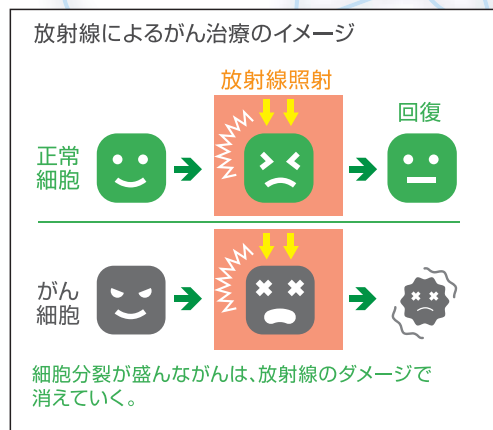 放射線によるがん治療のイメージ
放射線照射
回復
正常
細胞
がん
細胞
細胞分裂が盛んながんは、放射線のダメージで
消えていく。